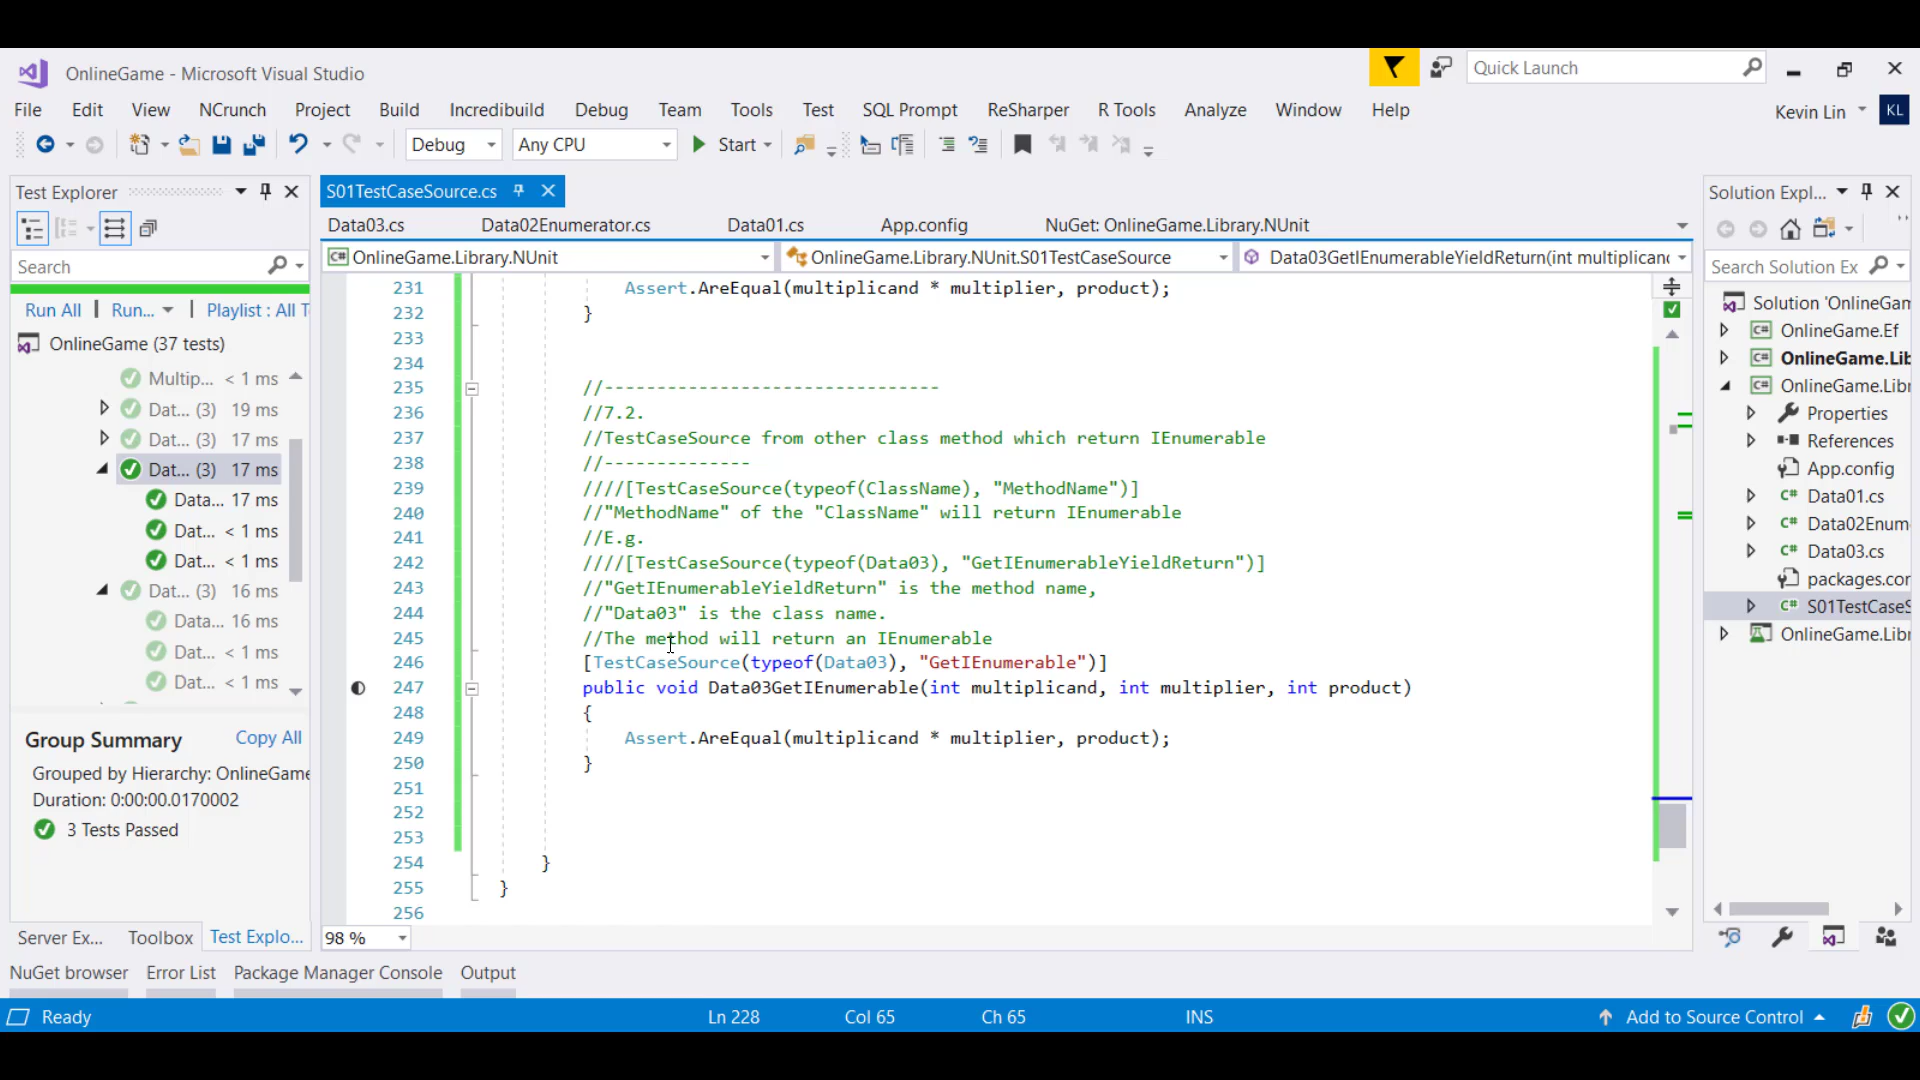 OnlineGame - Microsoft Visual Studio
Quick Launch
File Edit View NCrunch Project Build Incredibuild Debug Team Tools Test SQL Prompt ReSharper R Tools Analyze Window Help
Kevin Lin KL
Debug Any CPU Start
Test Explorer
Search
Run All | Run... | Playlist : All T
OnlineGame (37 tests)
Multip... < 1 ms
Dat... (3) 19 ms
Dat... (3) 17 ms
Dat... (3) 17 ms
Data... 17 ms
Dat... < 1 ms
Dat... < 1 ms
Dat... (3) 16 ms
Data... 16 ms
Dat... < 1 ms
Dat... < 1 ms
Group Summary Copy All
Grouped by Hierarchy: OnlineGame
Duration: 0:00:00.0170002
3 Tests Passed
Server Ex... Toolbox Test Explo...
S01TestCaseSource.cs
Data03.cs Data02Enumerator.cs Data01.cs App.config NuGet: OnlineGame.Library.NUnit
C# OnlineGame.Library.NUnit OnlineGame.Library.NUnit.S01TestCaseSource Data03GetIEnumerableYieldReturn(int multiplicand
231 Assert.AreEqual(multiplicand * multiplier, product);
232 }
233
234
235 //--------------------------------
236 //7.2.
237 //TestCaseSource from other class method which return IEnumerable
238 //--------------
239 ////[TestCaseSource(typeof(ClassName), "MethodName")]
240 //"MethodName" of the "ClassName" will return IEnumerable
241 //E.g.
242 ////[TestCaseSource(typeof(Data03), "GetIEnumerableYieldReturn")]
243 //"GetIEnumerableYieldReturn" is the method name,
244 //"Data03" is the class name.
245 //The method will return an IEnumerable
246 [TestCaseSource(typeof(Data03), "GetIEnumerable")]
247 public void Data03GetIEnumerable(int multiplicand, int multiplier, int product)
248 {
249 Assert.AreEqual(multiplicand * multiplier, product);
250 }
251
252
253
254 }
255 }
256
98 %
Solution Expl...
Search Solution Ex
Solution 'OnlineGam
C# OnlineGame.Ef
C# OnlineGame.Lib
C# OnlineGame.Libr
Properties
References
App.config
C# Data01.cs
C# Data02Enum
C# Data03.cs
packages.cor
C# S01TestCaseS
OnlineGame.Libr
NuGet browser Error List Package Manager Console Output
Ready Ln 228 Col 65 Ch 65 INS Add to Source Control